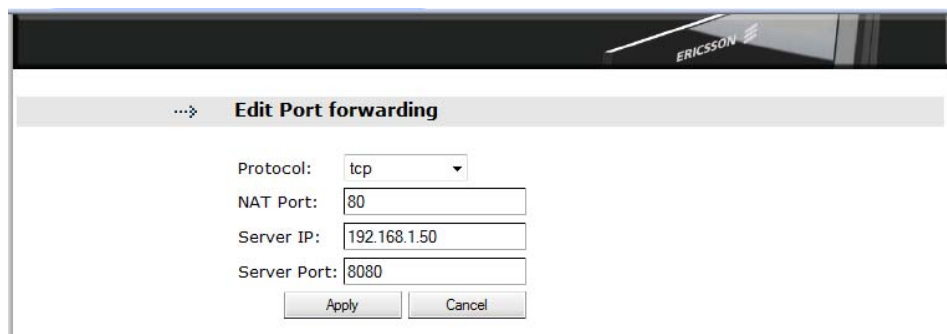 ERICSSON
Edit Port forwarding
Protocol: tcp
NAT Port: 80
Server IP: 192.168.1.50
Server Port: 8080
Apply Cancel